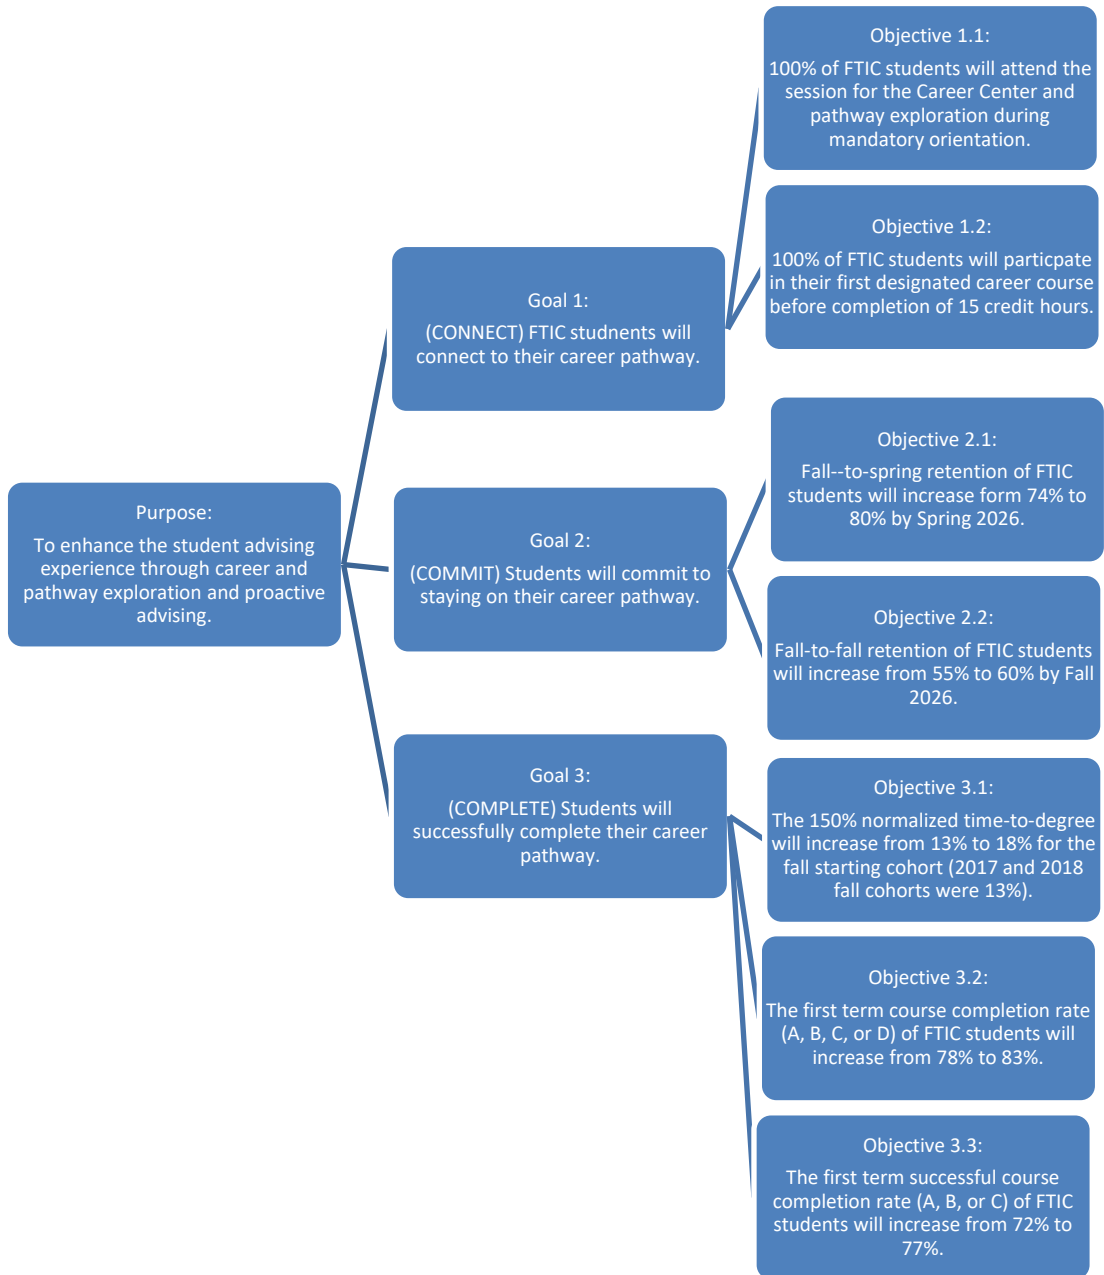 Purpose:
To enhance the student advising
experience through career and
pathway exploration and proactive
advising.
Goal 1:
(CONNECT) FTIC studnents will
connect to their career pathway.
Objective 1.1:
100% of FTIC students will attend the
session for the Career Center and
pathway exploration during
mandatory orientation.
Objective 1.2:
100% of FTIC students will particpate
in their first designated career course
before completion of 15 credit hours.
Goal 2:
(COMMIT) Students will commit to
staying on their career pathway.
Objective 2.1:
Fall--to-spring retention of FTIC
students will increase form 74% to
80% by Spring 2026.
Objective 2.2:
Fall-to-fall retention of FTIC students
will increase from 55% to 60% by Fall
2026.
Goal 3:
(COMPLETE) Students will
successfully complete their career
pathway.
Objective 3.1:
The 150% normalized time-to-degree
will increase from 13% to 18% for the
fall starting cohort (2017 and 2018
fall cohorts were 13%).
Objective 3.2:
The first term course completion rate
(A, B, C, or D) of FTIC students will
increase from 78% to 83%.
Objective 3.3:
The first term successful course
completion rate (A, B, or C) of FTIC
students will increase from 72% to
77%.